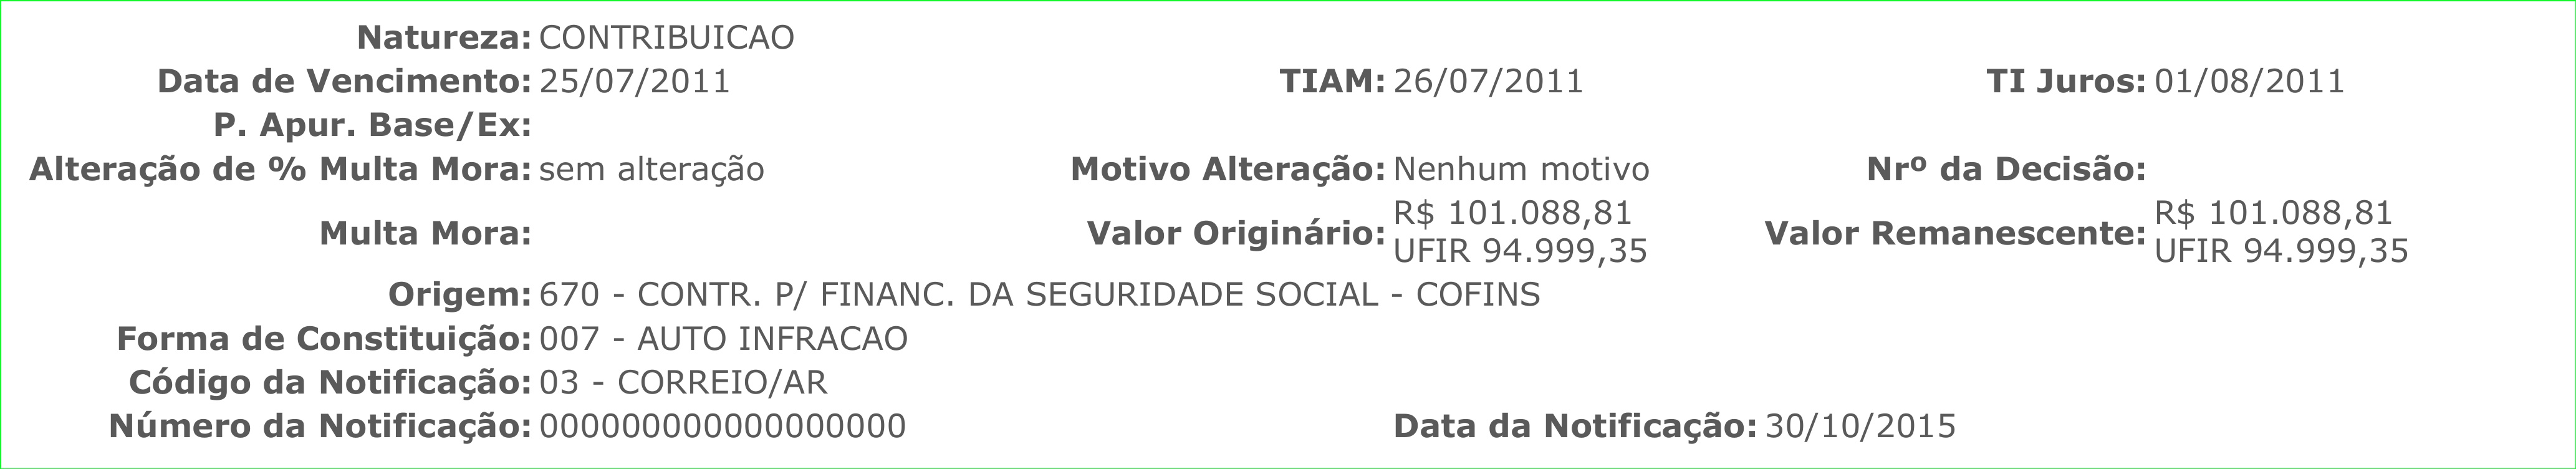 Natureza: CONTRIBUICAO
Data de Vencimento: 25/07/2011 TIAM: 26/07/2011 TI Juros: 01/08/2011
P. Apur. Base/Ex:
Alteração de % Multa Mora: sem alteração Motivo Alteração: Nenhum motivo Nrº da Decisão:
Multa Mora: Valor Originário: R$ 101.088,81 UFIR 94.999,35 Valor Remanescente: R$ 101.088,81 UFIR 94.999,35
Origem: 670 - CONTR. P/ FINANC. DA SEGURIDADE SOCIAL - COFINS
Forma de Constituição: 007 - AUTO INFRACAO
Código da Notificação: 03 - CORREIO/AR
Número da Notificação: 000000000000000000 Data da Notificação: 30/10/2015